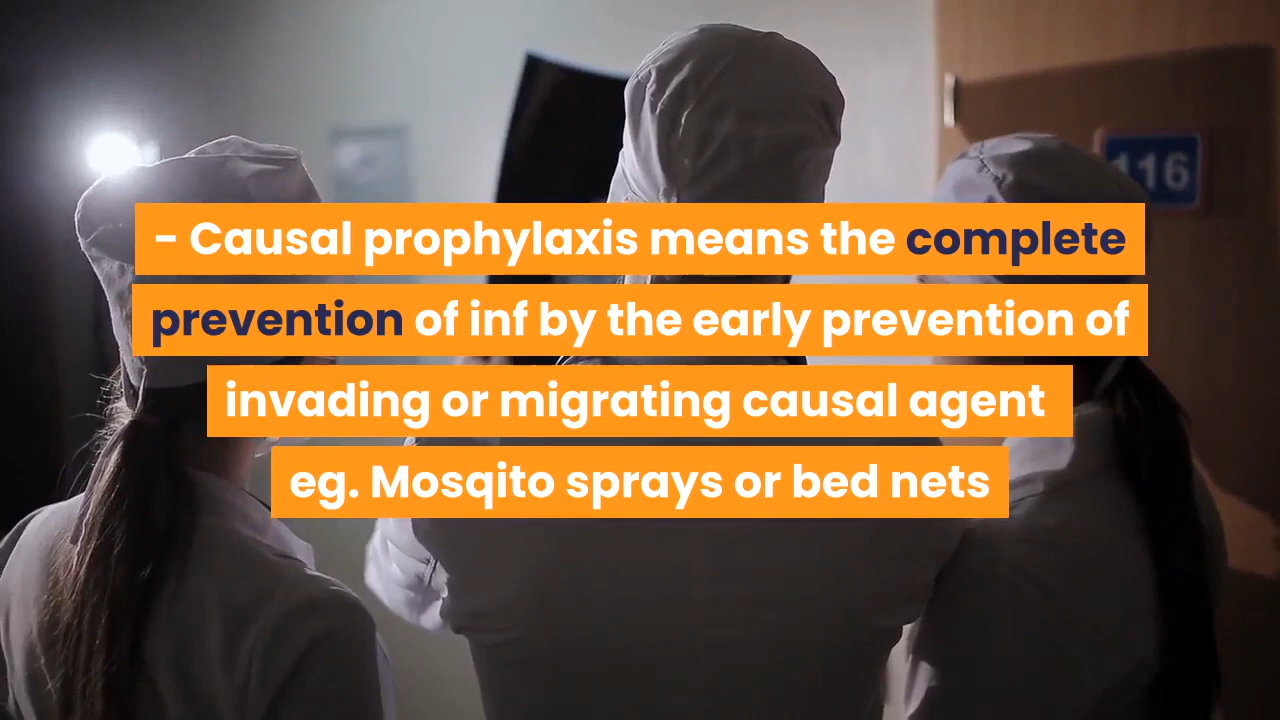 - Causal prophylaxis means the complete
prevention of inf by the early prevention of
invading or migrating causal agent
eg. Mosqito sprays or bed nets
116